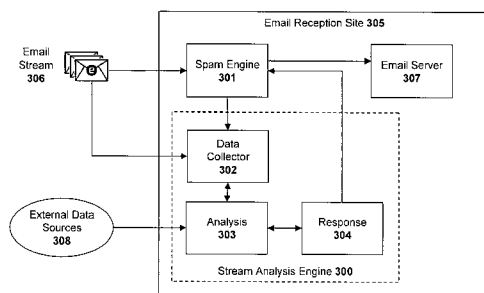 Email Reception Site 305
Email
Stream
306
e
Spam Engine
301
Email Server
307
Data
Collector
302
External Data
Sources
308
Analysis
303
Response
304
Stream Analysis Engine 300